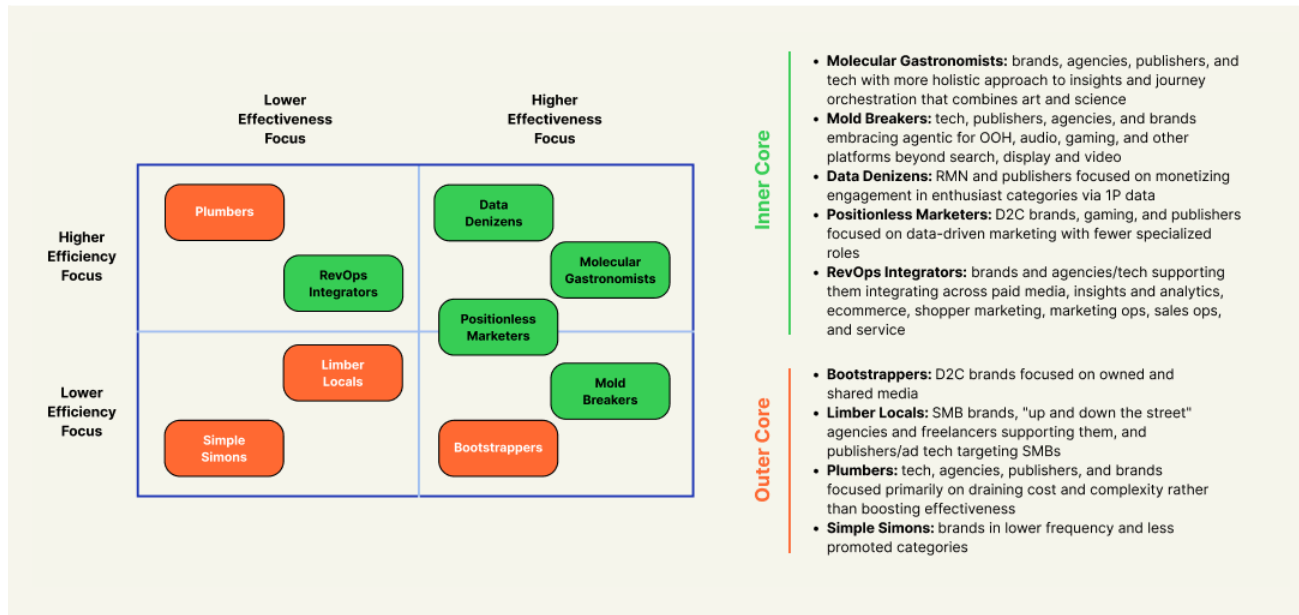 Lower
Effectiveness
Focus
Higher
Effectiveness
Focus
Higher
Efficiency
Focus
Lower
Efficiency
Focus
Plumbers
RevOps
Integrators
Data
Denizens
Molecular
Gastronomists
Positionless
Marketers
Limber
Locals
Mold
Breakers
Simple
Simons
Bootstrappers
Inner Core
• Molecular Gastronomists: brands, agencies, publishers, and
tech with more holistic approach to insights and journey
orchestration that combines art and science
• Mold Breakers: tech, publishers, agencies, and brands
embracing agentic for OOH, audio, gaming, and other
platforms beyond search, display and video
• Data Denizens: RMN and publishers focused on monetizing
engagement in enthusiast categories via 1P data
• Positionless Marketers: D2C brands, gaming, and publishers
focused on data-driven marketing with fewer specialized
roles
• RevOps Integrators: brands and agencies/tech supporting
them integrating across paid media, insights and analytics,
ecommerce, shopper marketing, marketing ops, sales ops,
and service
Outer Core
• Bootstrappers: D2C brands focused on owned and
shared media
• Limber Locals: SMB brands, "up and down the street"
agencies and freelancers supporting them, and
publishers/ad tech targeting SMBs
• Plumbers: tech, agencies, publishers, and brands
focused primarily on draining cost and complexity rather
than boosting effectiveness
• Simple Simons: brands in lower frequency and less
promoted categories